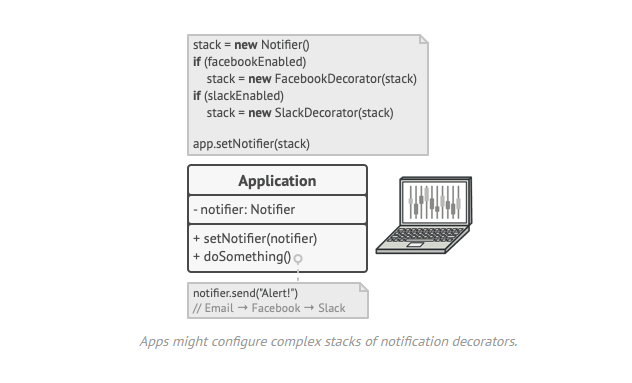 stack = new Notifier()
if (facebookEnabled)
    stack = new FacebookDecorator(stack)
if (slackEnabled)
    stack = new SlackDecorator(stack)
app.setNotifier(stack)
Application
- notifier: Notifier
+ setNotifier(notifier)
+ doSomething()
notifier.send("Alert!")
// Email → Facebook → Slack
Apps might configure complex stacks of notification decorators.